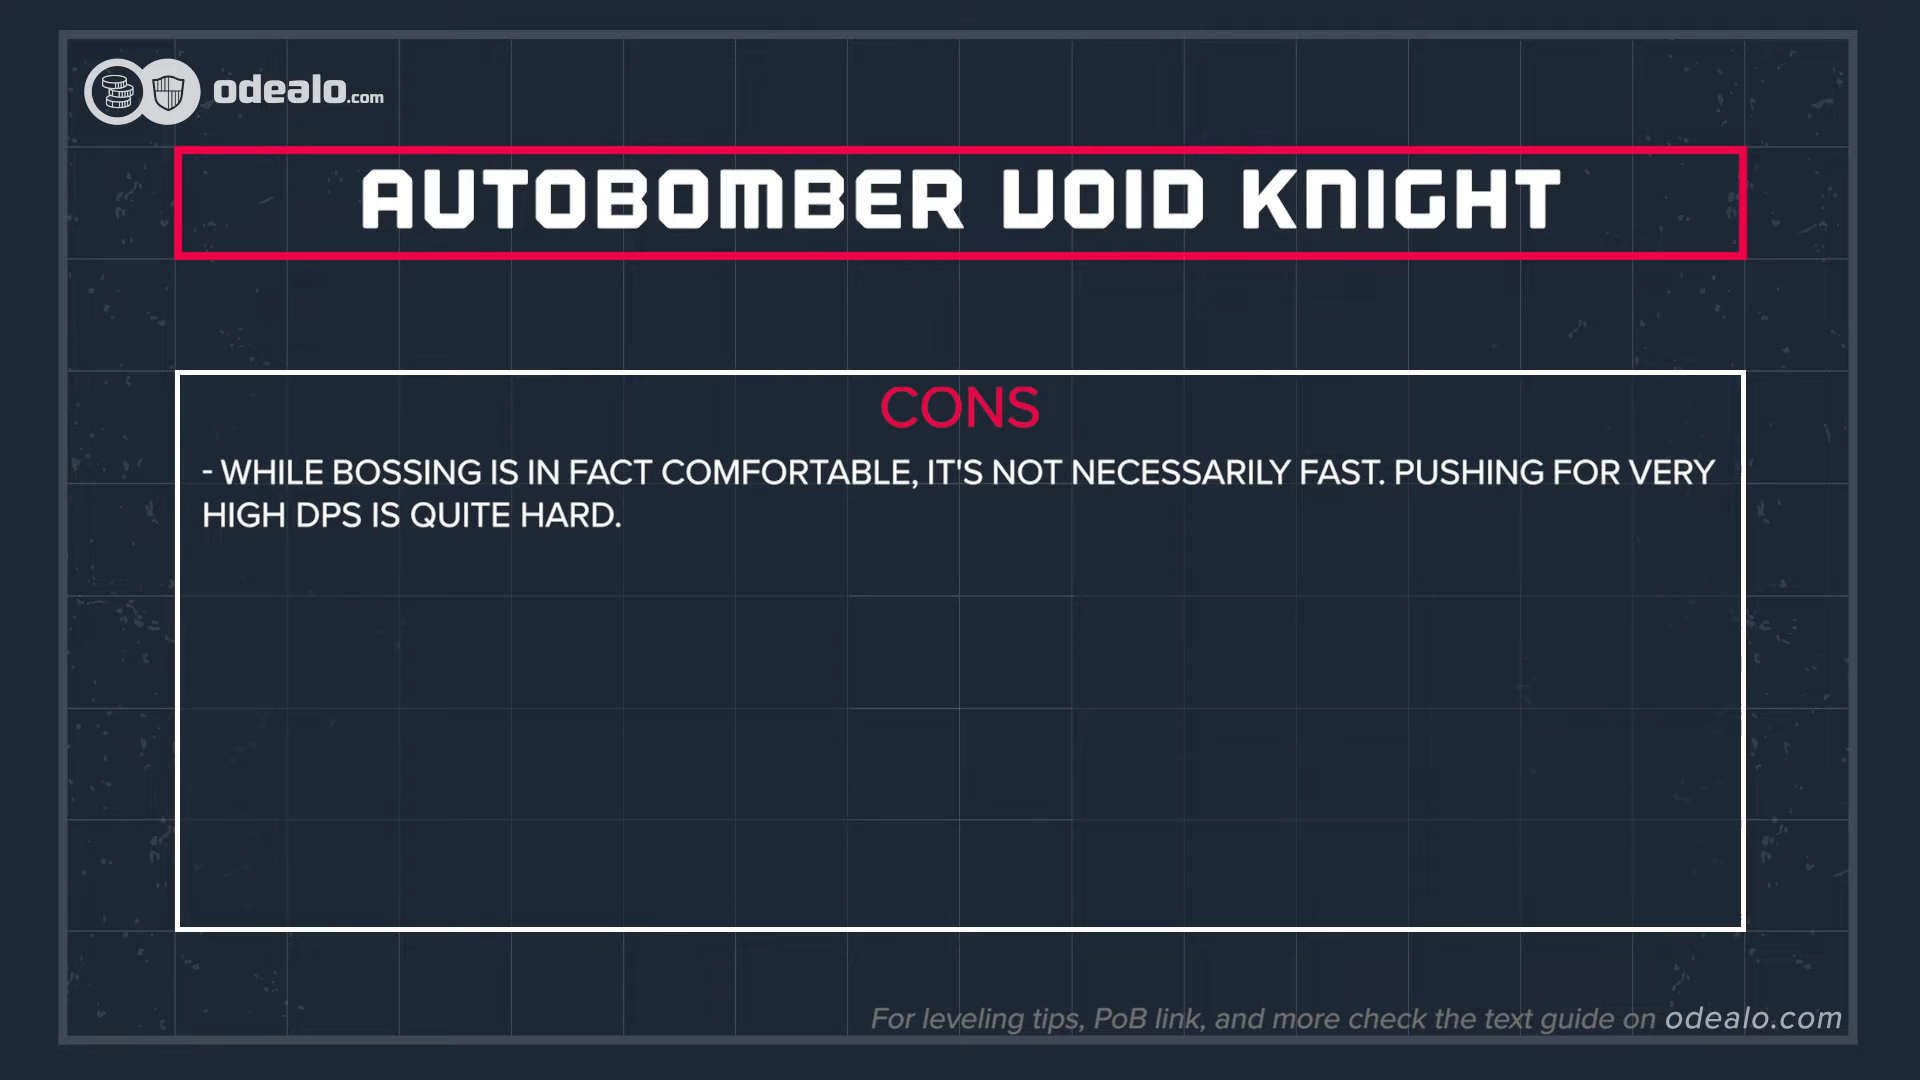 odealo.com
AUTOBOMBER VOID KNIGHT
CONS
- WHILE BOSSING IS IN FACT COMFORTABLE, IT'S NOT NECESSARILY FAST. PUSHING FOR VERY
HIGH DPS IS QUITE HARD.
For leveling tips, PoB link, and more check the text guide on odealo.com